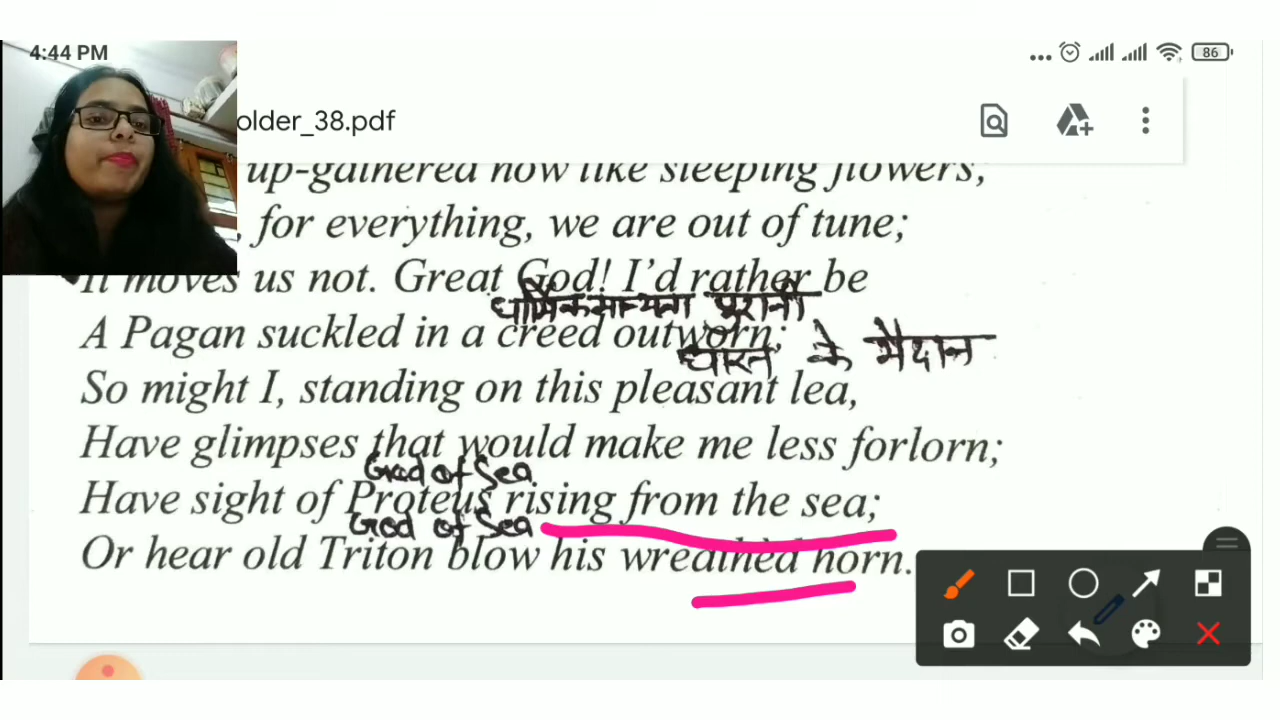 4:44 PM
86
older_38.pdf
up-gathered now like sleeping flowers;
, for everything, we are out of tune;
It moves us not. Great God! I'd rather be
धार्मिक मान्यता पुरानी
A Pagan suckled in a creed outworn;
घास के मैदान
So might I, standing on this pleasant lea,
Have glimpses that would make me less forlorn;
God of Sea
Have sight of Proteus rising from the sea;
God of Sea
Or hear old Triton blow his wreathèd horn.